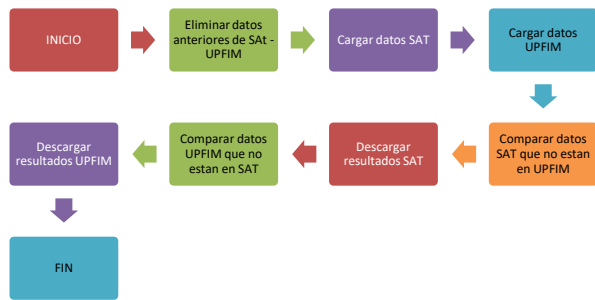 INICIO
Eliminar datos
anteriores de SAt -
UPFIM
Cargar datos SAT
Cargar datos
UPFIM
Comparar datos
SAT que no estan
en UPFIM
Descargar
resultados SAT
Comparar datos
UPFIM que no
estan en SAT
Descargar
resultados UPFIM
FIN